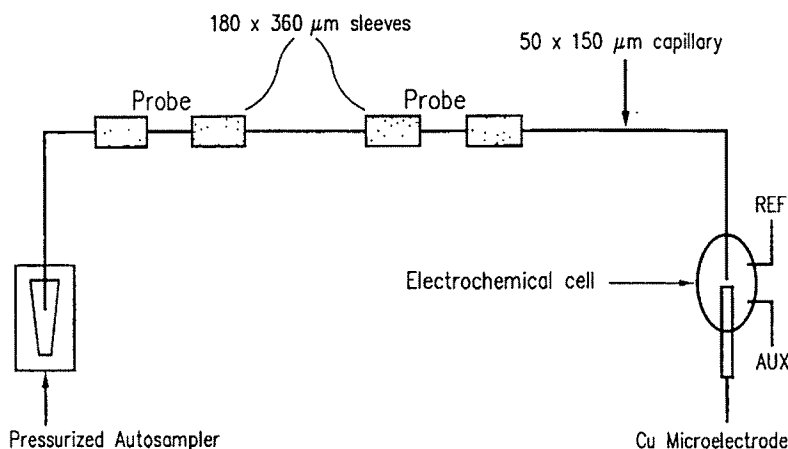 180 x 360 μm sleeves
50 x 150 μm capillary
Probe
Probe
REF
Electrochemical cell
AUX
Pressurized Autosampler
Cu Microelectrode